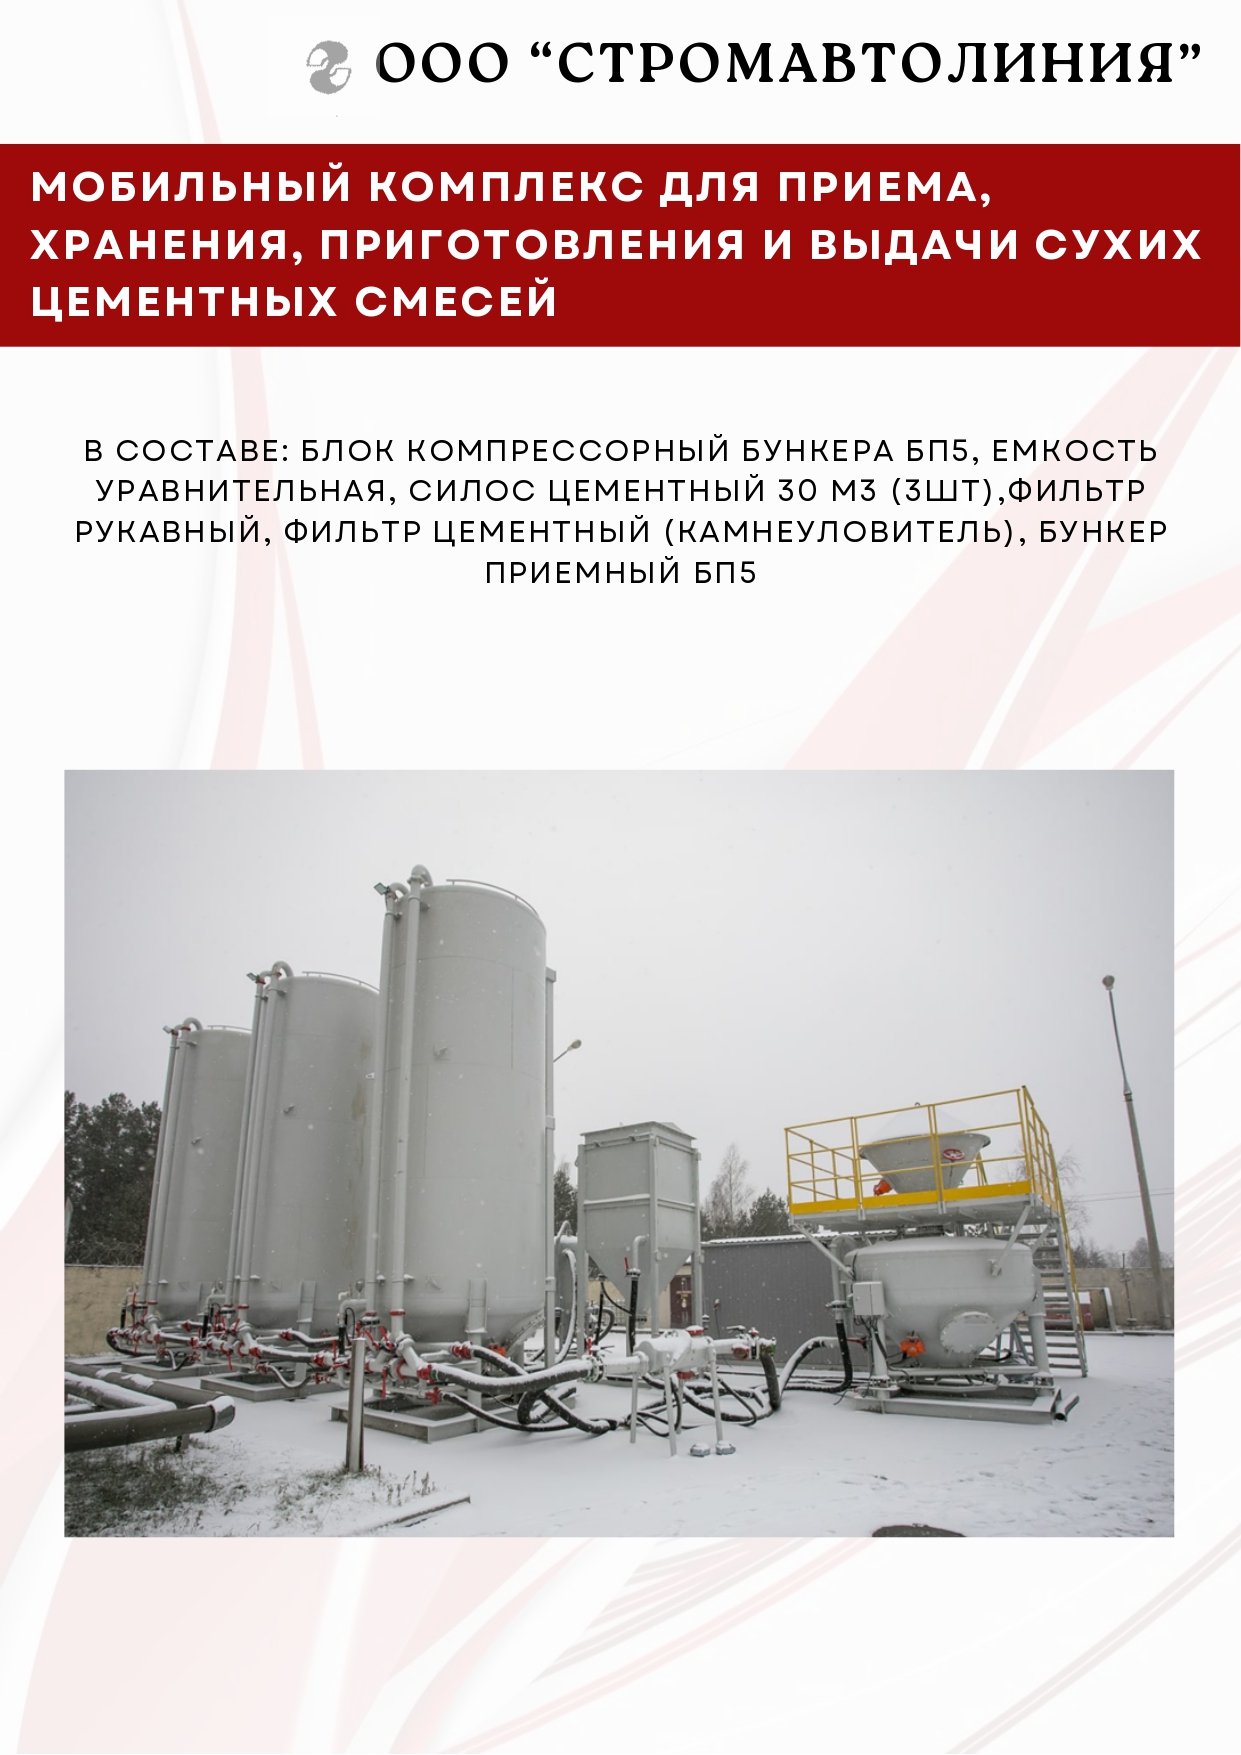 ООО “СТРОМАВТОЛИНИЯ”
МОБИЛЬНЫЙ КОМПЛЕКС ДЛЯ ПРИЕМА,
ХРАНЕНИЯ, ПРИГОТОВЛЕНИЯ И ВЫДАЧИ СУХИХ
ЦЕМЕНТНЫХ СМЕСЕЙ
В СОСТАВЕ: БЛОК КОМПРЕССОРНЫЙ БУНКЕРА БП5, ЕМКОСТЬ
УРАВНИТЕЛЬНАЯ, СИЛОС ЦЕМЕНТНЫЙ 30 М3 (3ШТ),ФИЛЬТР
РУКАВНЫЙ, ФИЛЬТР ЦЕМЕНТНЫЙ (КАМНЕУЛОВИТЕЛЬ), БУНКЕР
ПРИЕМНЫЙ БП5